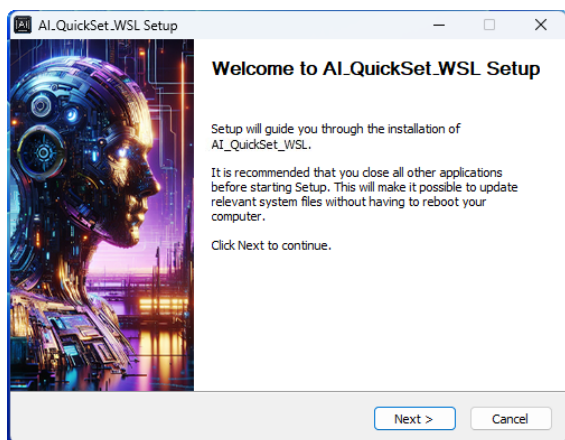 AI_QuickSet_WSL Setup
Welcome to AI_QuickSet_WSL Setup
Setup will guide you through the installation of
AI_QuickSet_WSL.
It is recommended that you close all other applications
before starting Setup. This will make it possible to update
relevant system files without having to reboot your
computer.
Click Next to continue.
Next >
Cancel